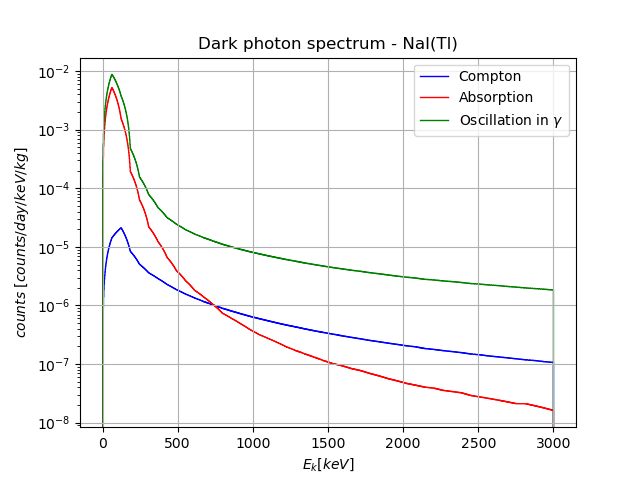 Dark photon spectrum - NaI(Tl)
Compton
Absorption
Oscillation in γ
counts [counts/day/keV/kg]
10⁻²
10⁻³
10⁻⁴
10⁻⁵
10⁻⁶
10⁻⁷
10⁻⁸
0 500 1000 1500 2000 2500 3000
Eₖ[keV]